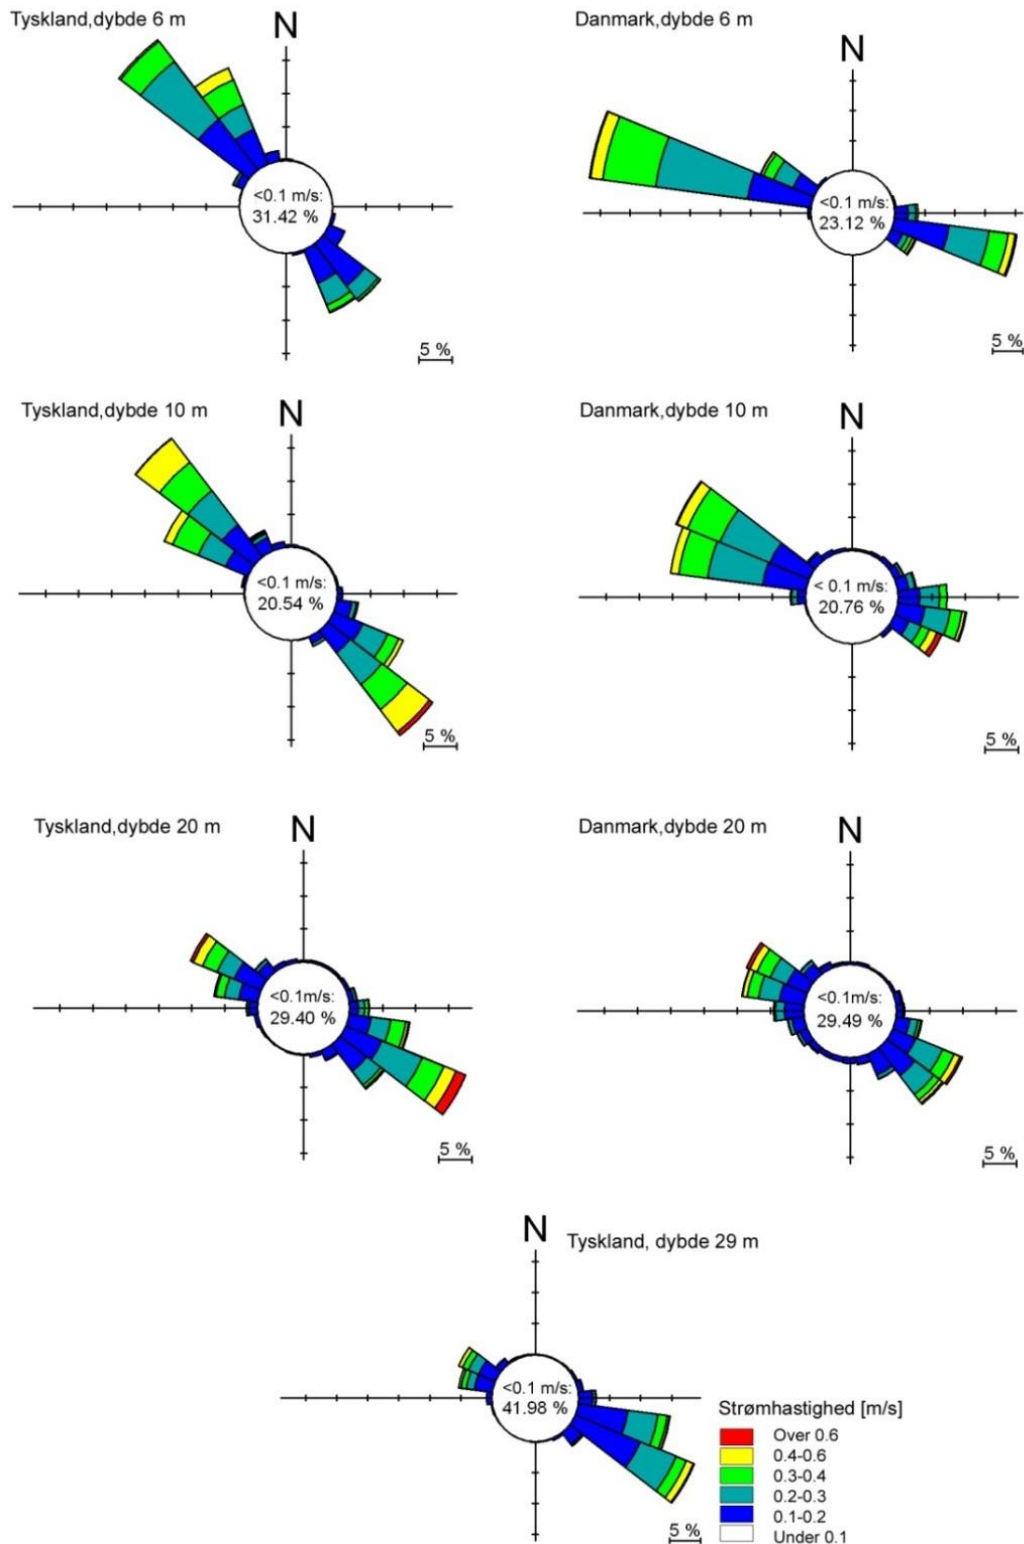 Tyskland,dybde 6 m
N
<0.1 m/s:
31.42 %
5 %
Danmark,dybde 6 m
N
<0.1 m/s:
23.12 %
5 %
Tyskland,dybde 10 m
N
<0.1 m/s:
20.54 %
5 %
Danmark,dybde 10 m
N
< 0.1 m/s:
20.76 %
5 %
Tyskland,dybde 20 m
N
<0.1m/s:
29.40 %
5 %
Danmark,dybde 20 m
N
<0.1m/s:
29.49 %
5 %
N
Tyskland, dybde 29 m
<0.1 m/s:
41.98 %
5 %
Strømhastighed [m/s]
Over 0.6
0.4-0.6
0.3-0.4
0.2-0.3
0.1-0.2
Under 0.1